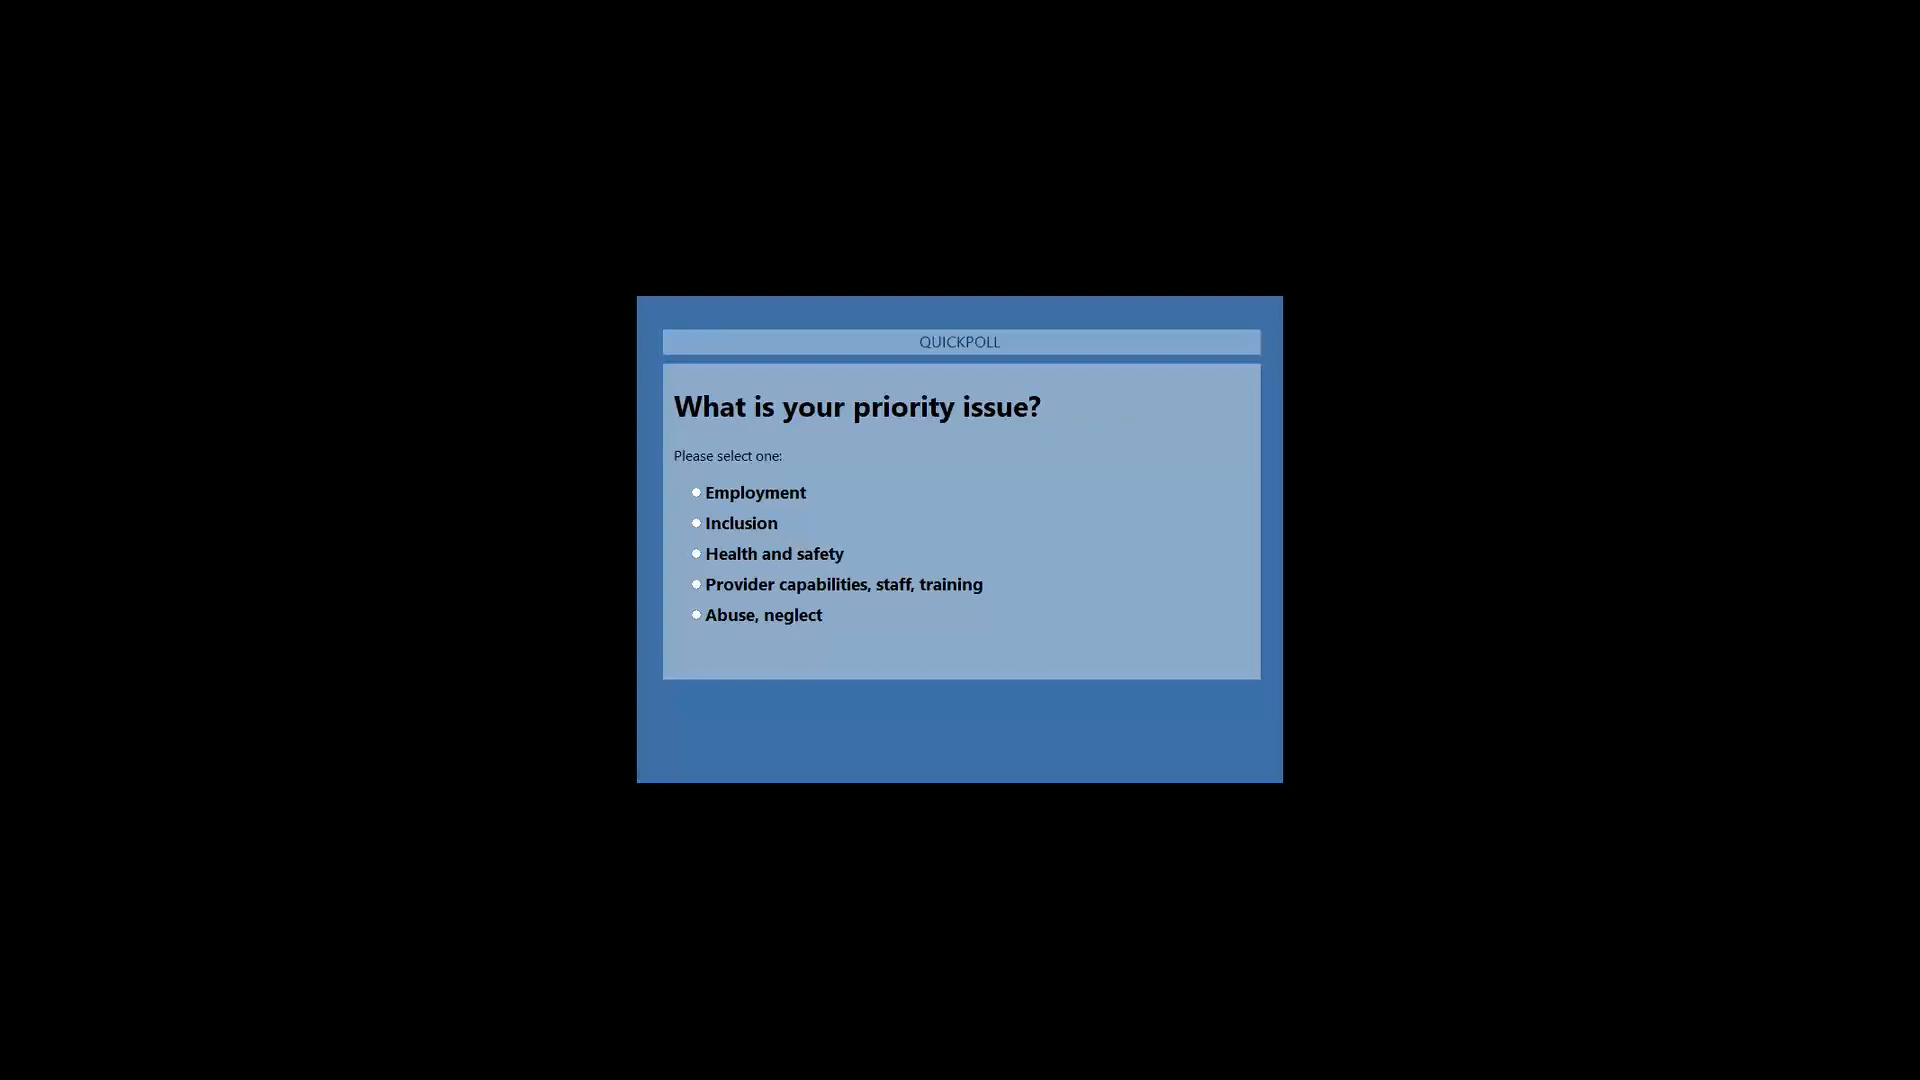 QUICKPOLL
What is your priority issue?
Please select one:
Employment
Inclusion
Health and safety
Provider capabilities, staff, training
Abuse, neglect